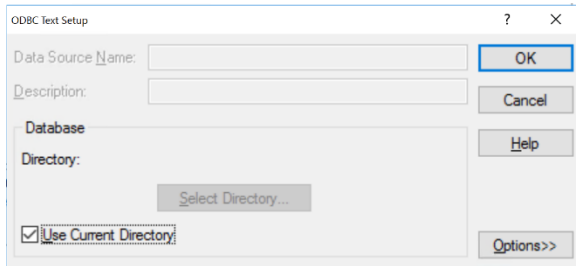 ODBC Text Setup
? ×
Data Source Name:
OK
Description:
Cancel
Database
Help
Directory:
Select Directory...
Use Current Directory
Options>>